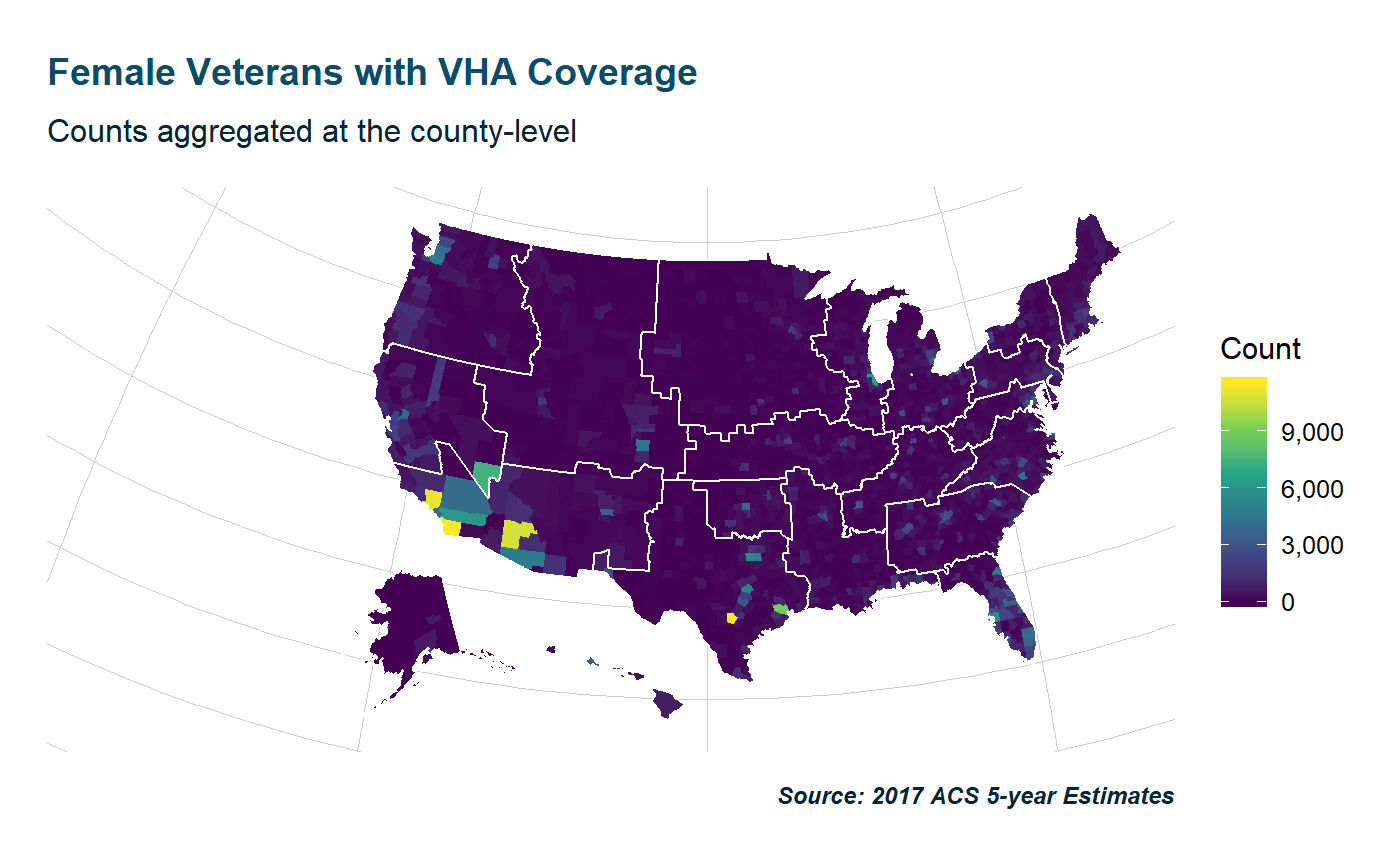 Female Veterans with VHA Coverage
Counts aggregated at the county-level
Count
9,000
6,000
3,000
0
Source: 2017 ACS 5-year Estimates